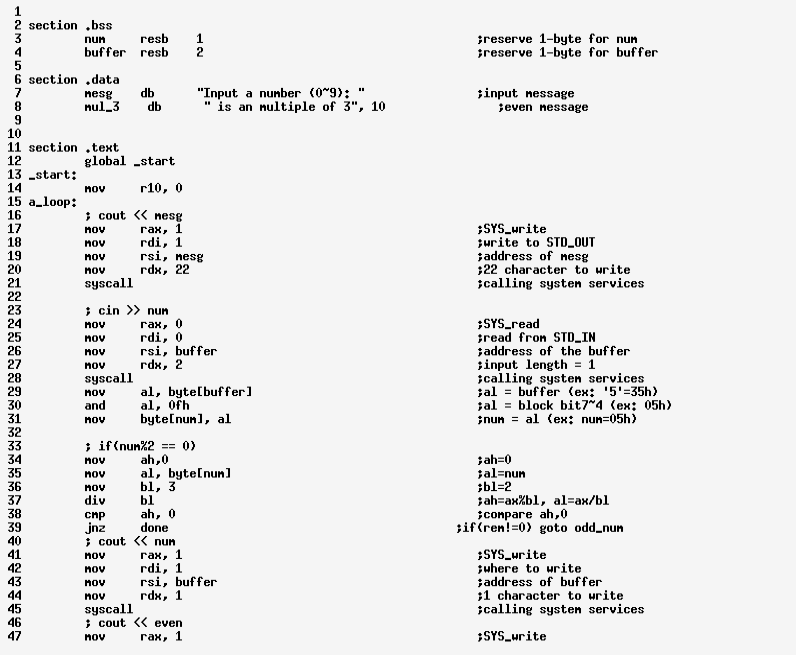 1
2 section .bss
3 num resb 1 ;reserve 1-byte for num
4 buffer resb 2 ;reserve 1-byte for buffer
5
6 section .data
7 mesg db "Input a number (0~9): " ;input message
8 mul_3 db " is an multiple of 3", 10 ;even message
9
10
11 section .text
12 global _start
13 _start:
14 mov r10, 0
15 a_loop:
16 ; cout << mesg
17 mov rax, 1 ;SYS_write
18 mov rdi, 1 ;write to STD_OUT
19 mov rsi, mesg ;address of mesg
20 mov rdx, 22 ;22 character to write
21 syscall ;calling system services
22
23 ; cin >> num
24 mov rax, 0 ;SYS_read
25 mov rdi, 0 ;read from STD_IN
26 mov rsi, buffer ;address of the buffer
27 mov rdx, 2 ;input length = 1
28 syscall ;calling system services
29 mov al, byte[buffer] ;al = buffer (ex: '5'=35h)
30 and al, 0fh ;al = block bit7~4 (ex: 05h)
31 mov byte[num], al ;num = al (ex: num=05h)
32
33 ; if(num%2 == 0)
34 mov ah,0 ;ah=0
35 mov al, byte[num] ;al=num
36 mov bl, 3 ;bl=2
37 div bl ;ah=ax%bl, al=ax/bl
38 cmp ah, 0 ;compare ah,0
39 jnz done ;if(rem!=0) goto odd_num
40 ; cout << num
41 mov rax, 1 ;SYS_write
42 mov rdi, 1 ;where to write
43 mov rsi, buffer ;address of buffer
44 mov rdx, 1 ;1 character to write
45 syscall ;calling system services
46 ; cout << even
47 mov rax, 1 ;SYS_write